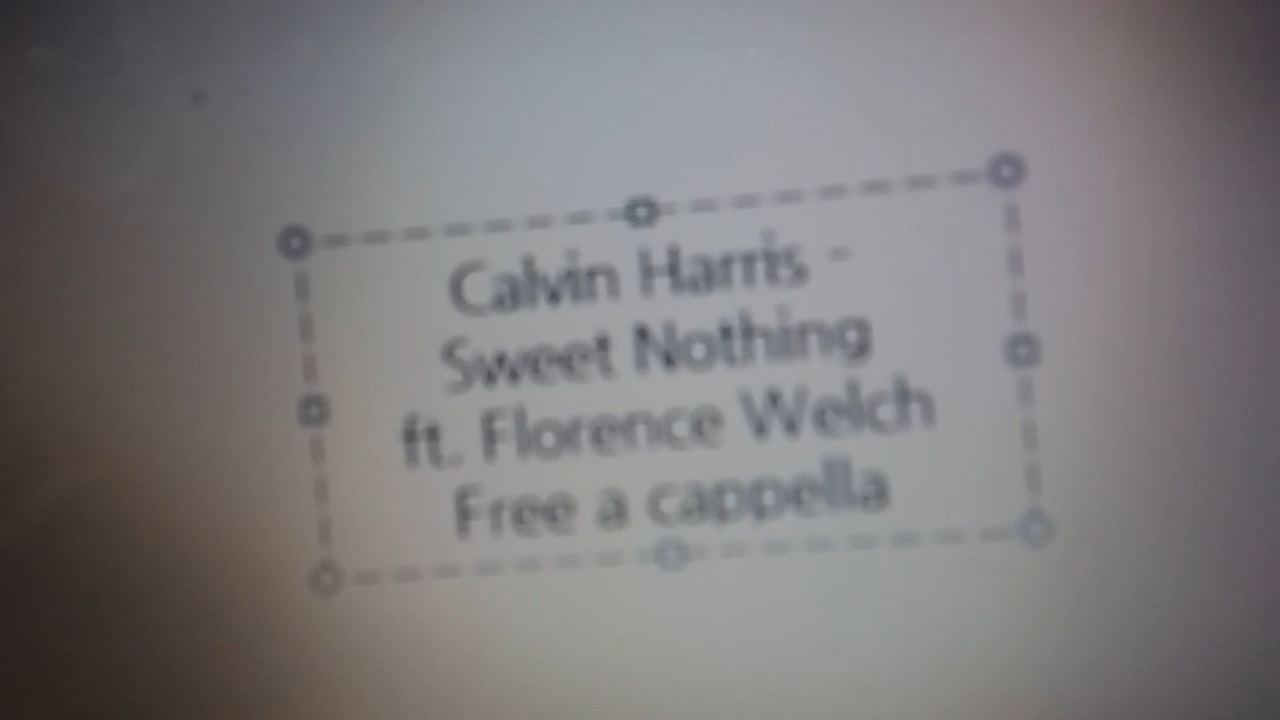 Calvin Harris -
Sweet Nothing
ft. Florence Welch
Free a cappella